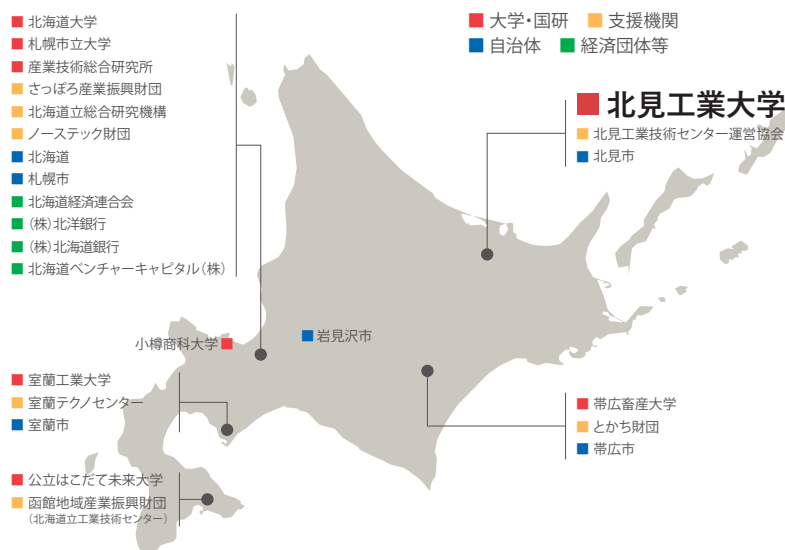 北海道大学
札幌市立大学
産業技術総合研究所
さっぽろ産業振興財団
北海道立総合研究機構
ノーステック財団
北海道
札幌市
北海道経済連合会
(株)北洋銀行
(株)北海道銀行
北海道ベンチャーキャピタル(株)
大学・国研 支援機関
自治体 経済団体等
北見工業大学
北見工業技術センター運営協会
北見市
小樽商科大学
岩見沢市
室蘭工業大学
室蘭テクノセンター
室蘭市
帯広畜産大学
とかち財団
帯広市
公立はこだて未来大学
函館地域産業振興財団
(北海道立工業技術センター)